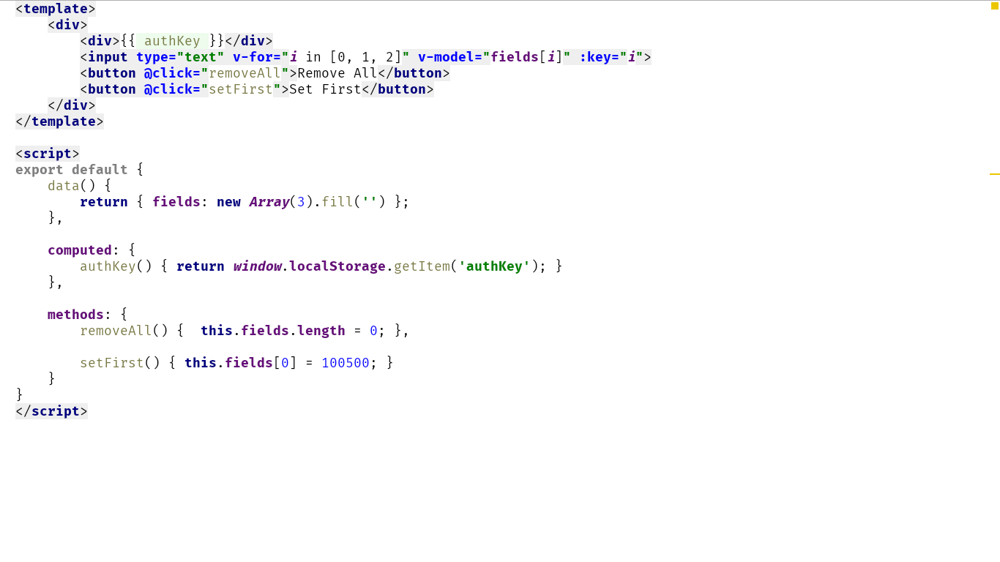 <template>
    <div>
        <div>{{ authKey }}</div>
        <input type="text" v-for="i in [0, 1, 2]" v-model="fields[i]" :key="i">
        <button @click="removeAll">Remove All</button>
        <button @click="setFirst">Set First</button>
    </div>
</template>

<script>
export default {
    data() {
        return { fields: new Array(3).fill('') };
    },

    computed: {
        authKey() { return window.localStorage.getItem('authKey'); }
    },

    methods: {
        removeAll() {  this.fields.length = 0; },

        setFirst() { this.fields[0] = 100500; }
    }
}
</script>